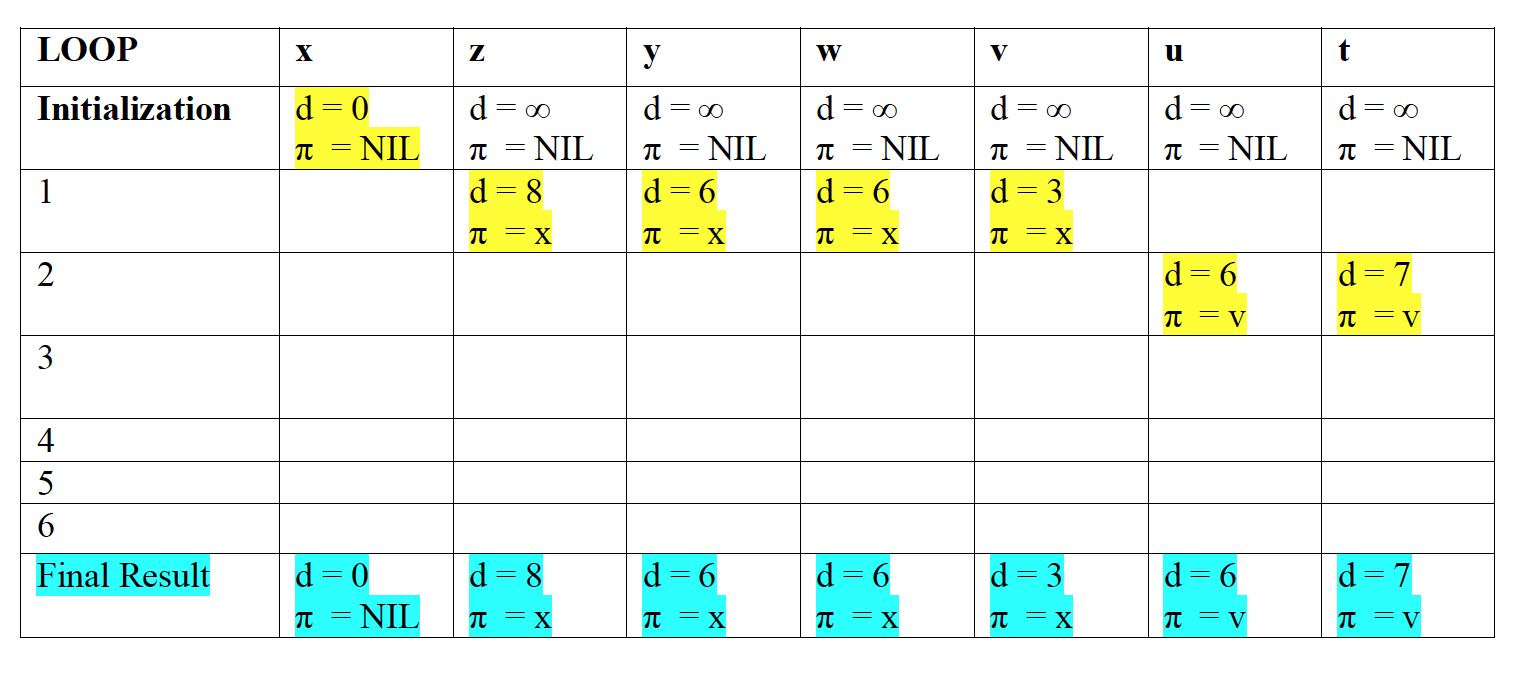 LOOP x z y w v u t
Initialization d = 0 d = ∞ d = ∞ d = ∞ d = ∞ d = ∞ d = ∞
π = NIL π = NIL π = NIL π = NIL π = NIL π = NIL π = NIL
1 d = 8 d = 6 d = 6 d = 3
π = x π = x π = x π = x
2 d = 6 d = 7
π = v π = v
3
4
5
6
Final Result d = 0 d = 8 d = 6 d = 6 d = 3 d = 6 d = 7
π = NIL π = x π = x π = x π = x π = v π = v